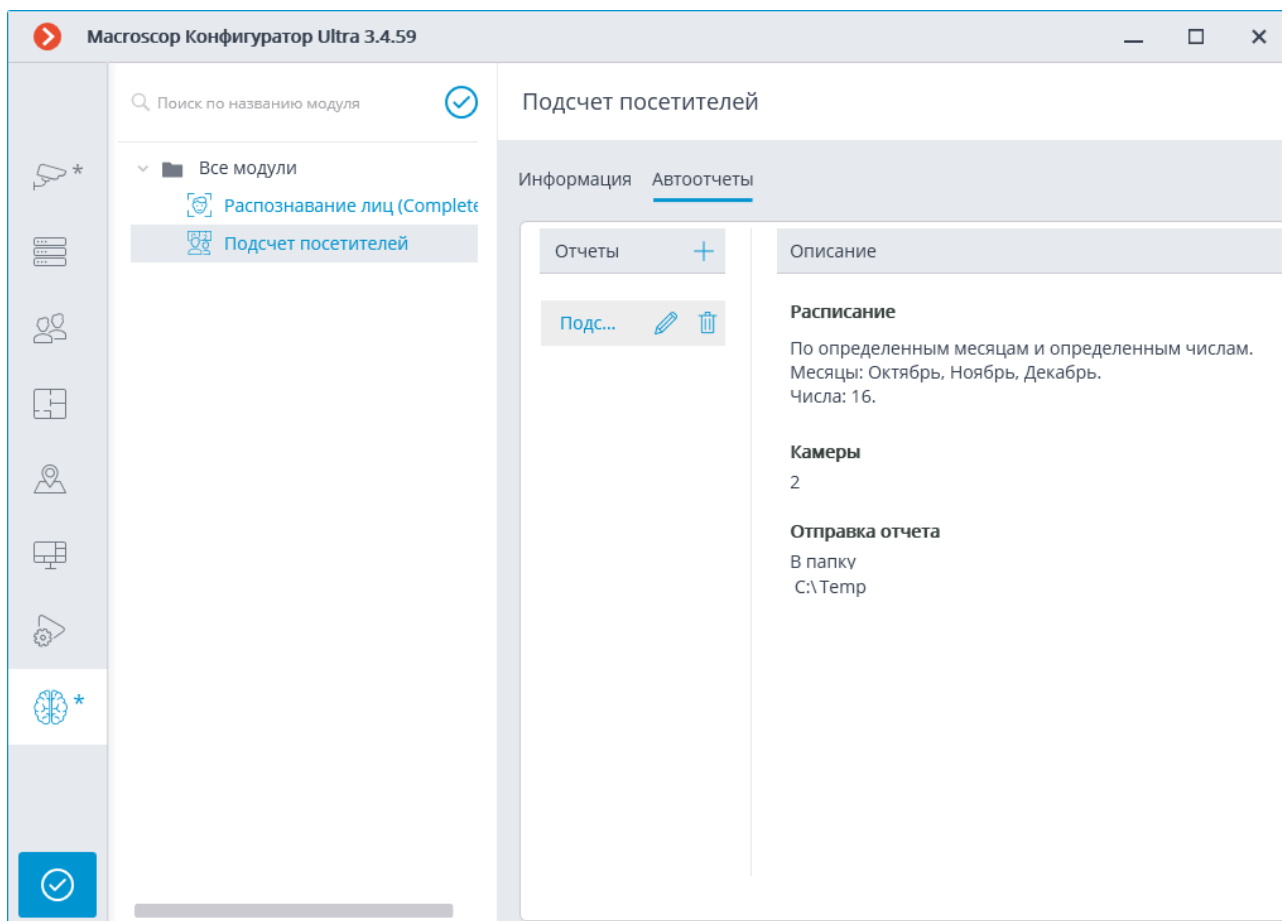 Macroscop Конфигуратор Ultra 3.4.59
Поиск по названию модуля
Подсчет посетителей
*
Все модули
Распознавание лиц (Complete
Подсчет посетителей
*
Информация Автоотчеты
Отчеты
Подс...
Описание
Расписание
По определенным месяцам и определенным числам.
Месяцы: Октябрь, Ноябрь, Декабрь.
Числа: 16.
Камеры
2
Отправка отчета
В папку
C:\Temp